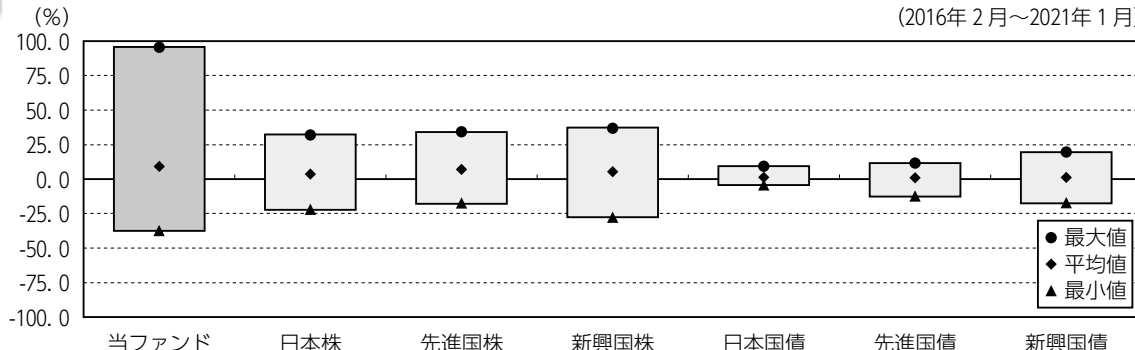 (%)
(2016年2月~2021年1月)
100.0
75.0
50.0
25.0
0.0
-25.0
-50.0
-75.0
-100.0
● 最大値
◆ 平均値
▲ 最小値
当ファンド 日本株 先進国株 新興国株 日本国債 先進国債 新興国債